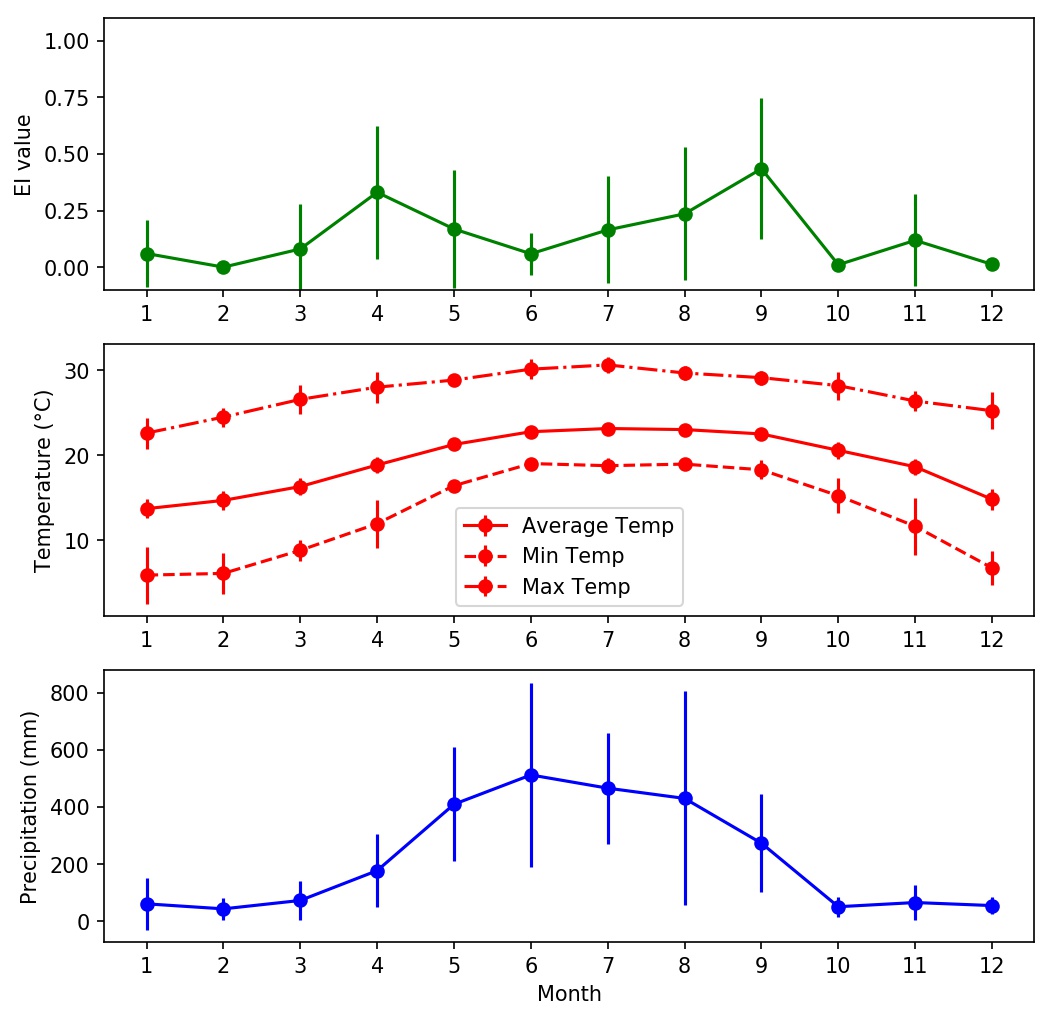 1.00
0.75
0.50
0.25
0.00
EI value
1 2 3 4 5 6 7 8 9 10 11 12
30
20
10
Temperature (°C)
Average Temp
Min Temp
Max Temp
1 2 3 4 5 6 7 8 9 10 11 12
800
600
400
200
0
Precipitation (mm)
1 2 3 4 5 6 7 8 9 10 11 12
Month